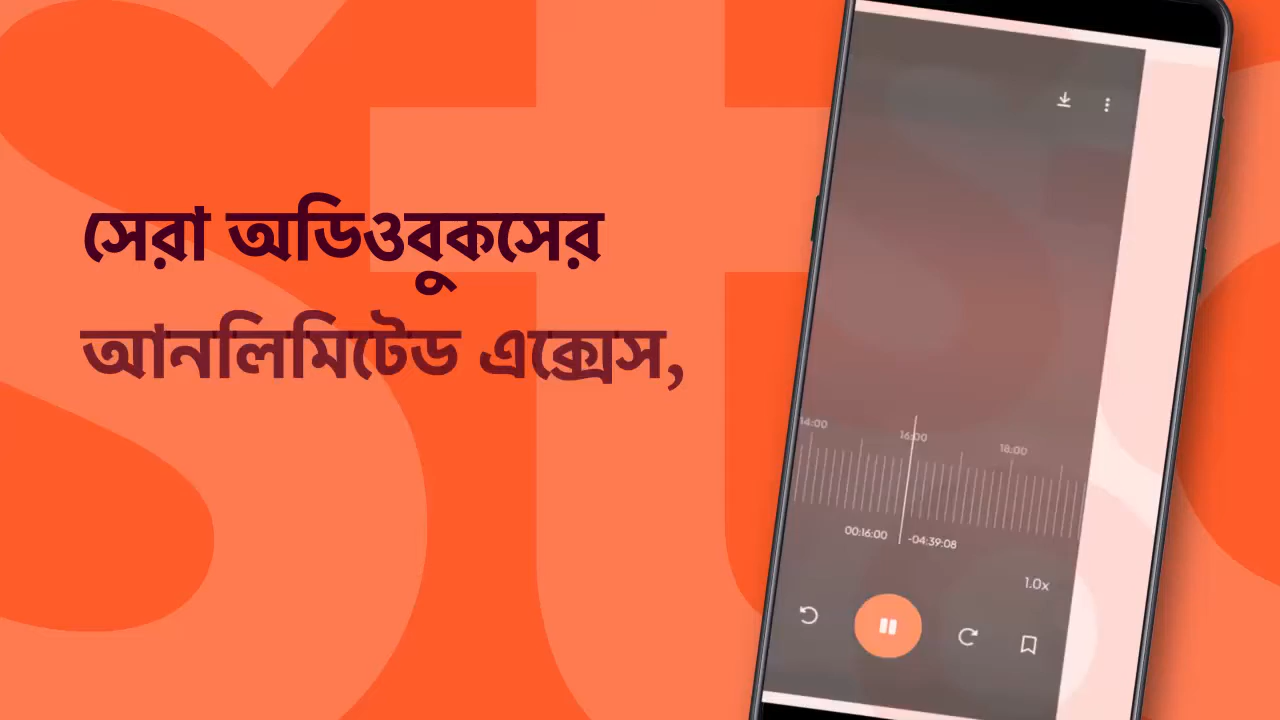 সেরা অডিওবুকসের
আনলিমিটেড এক্সেস,
14:00 16:00 18:00
00:16:00 -04:39:08
1.0x